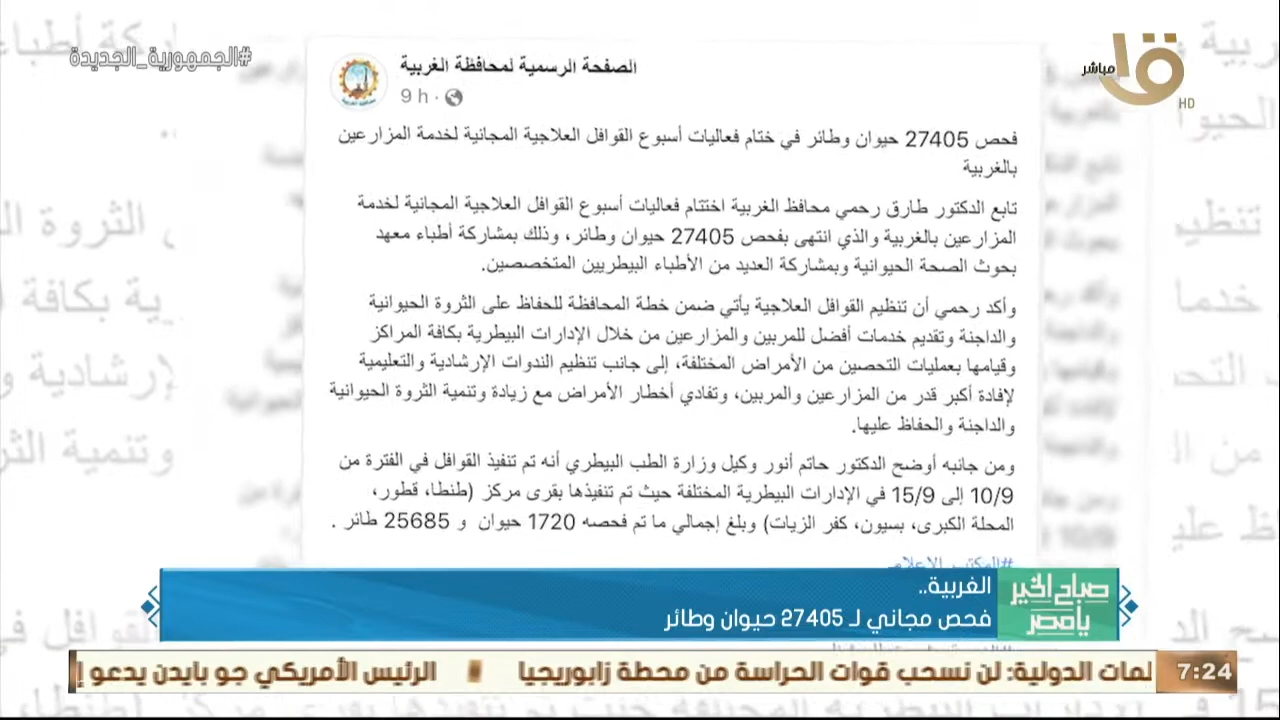 #الجمهورية_الجديدة
مباشر
HD
الصفحة الرسمية لمحافظة الغربية
9 h ·
فحص 27405 حيوان وطائر في ختام فعاليات أسبوع القوافل العلاجية المجانية لخدمة المزارعين
بالغربية
تابع الدكتور طارق رحمي محافظ الغربية اختتام فعاليات أسبوع القوافل العلاجية المجانية لخدمة
المزارعين بالغربية والذي انتهى بفحص 27405 حيوان وطائر، وذلك بمشاركة أطباء معهد
بحوث الصحة الحيوانية وبمشاركة العديد من الأطباء البيطريين المتخصصين.
وأكد رحمي أن تنظيم القوافل العلاجية يأتي ضمن خطة المحافظة للحفاظ على الثروة الحيوانية
والداجنة وتقديم خدمات أفضل للمربين والمزارعين من خلال الإدارات البيطرية بكافة المراكز
وقيامها بعمليات التحصين من الأمراض المختلفة، إلى جانب تنظيم الندوات الإرشادية والتعليمية
لإفادة أكبر قدر من المزارعين والمربين، وتفادي أخطار الأمراض مع زيادة وتنمية الثروة الحيوانية
والداجنة والحفاظ عليها.
ومن جانبه أوضح الدكتور حاتم أنور وكيل وزارة الطب البيطري أنه تم تنفيذ القوافل في الفترة من
10/9 إلى 15/9 في الإدارات البيطرية المختلفة حيث تم تنفيذها بقرى مركز (طنطا، قطور،
المحلة الكبرى، بسيون، كفر الزيات) وبلغ إجمالي ما تم فحصه 1720 حيوان و 25685 طائر .
صباح الخير
يا مصر
الغربية..
فحص مجاني لـ 27405 حيوان وطائر
7:24
لمات الدولية: لن نسحب قوات الحراسة من محطة زابوريجيا
الرئيس الأمريكي جو بايدن يدعو